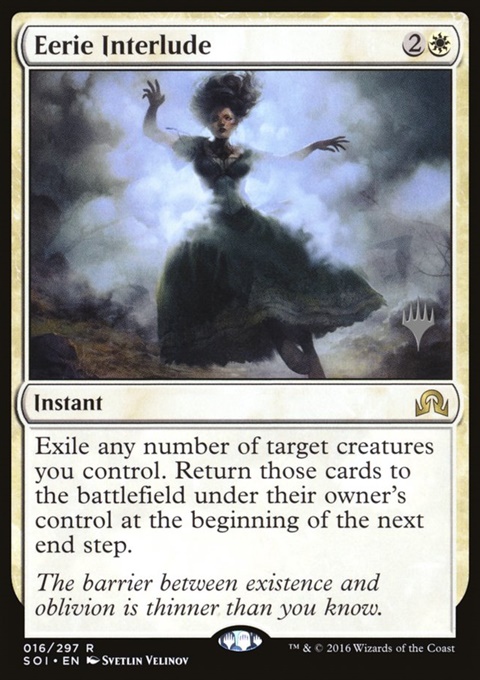 Eerie Interlude 2
Instant
Exile any number of target creatures
you control. Return those cards to
the battlefield under their owner's
control at the beginning of the next
end step.
The barrier between existence and
oblivion is thinner than you know.
016/297 R
SOI • EN Svetlin Velinov
™ & © 2016 Wizards of the Coast